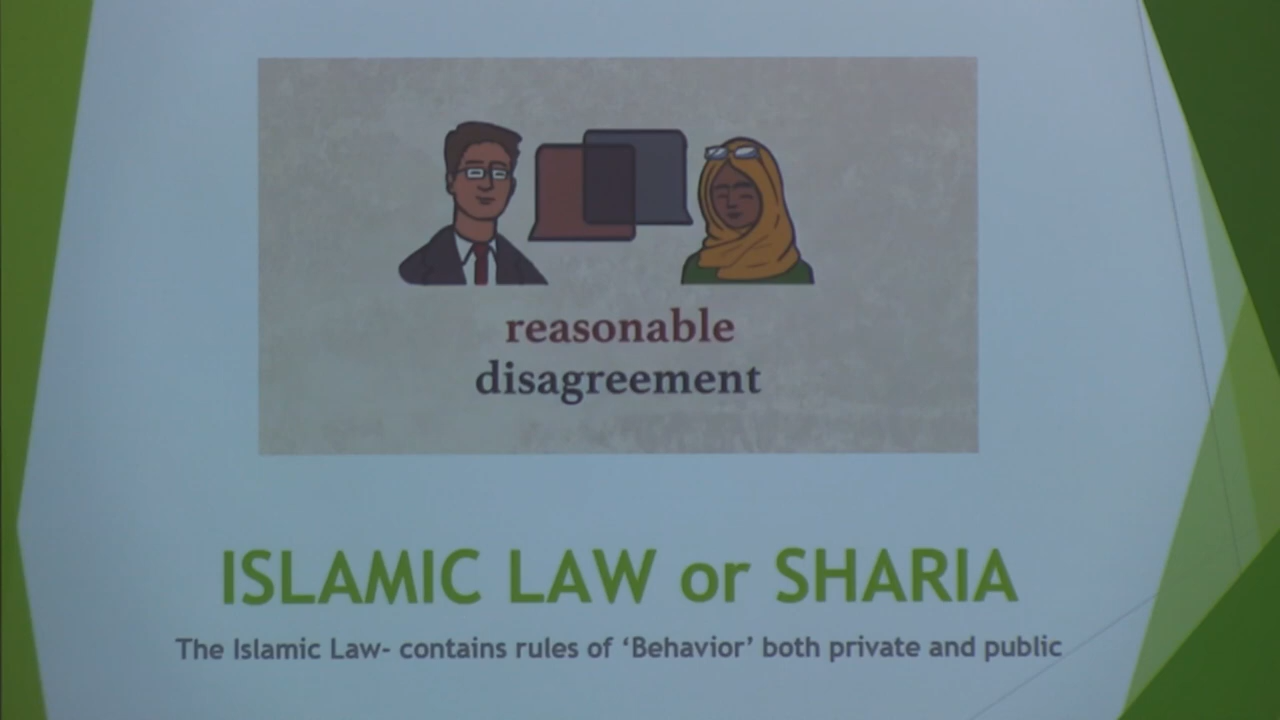 reasonable
disagreement
ISLAMIC LAW or SHARIA
The Islamic Law- contains rules of ‘Behavior’ both private and public